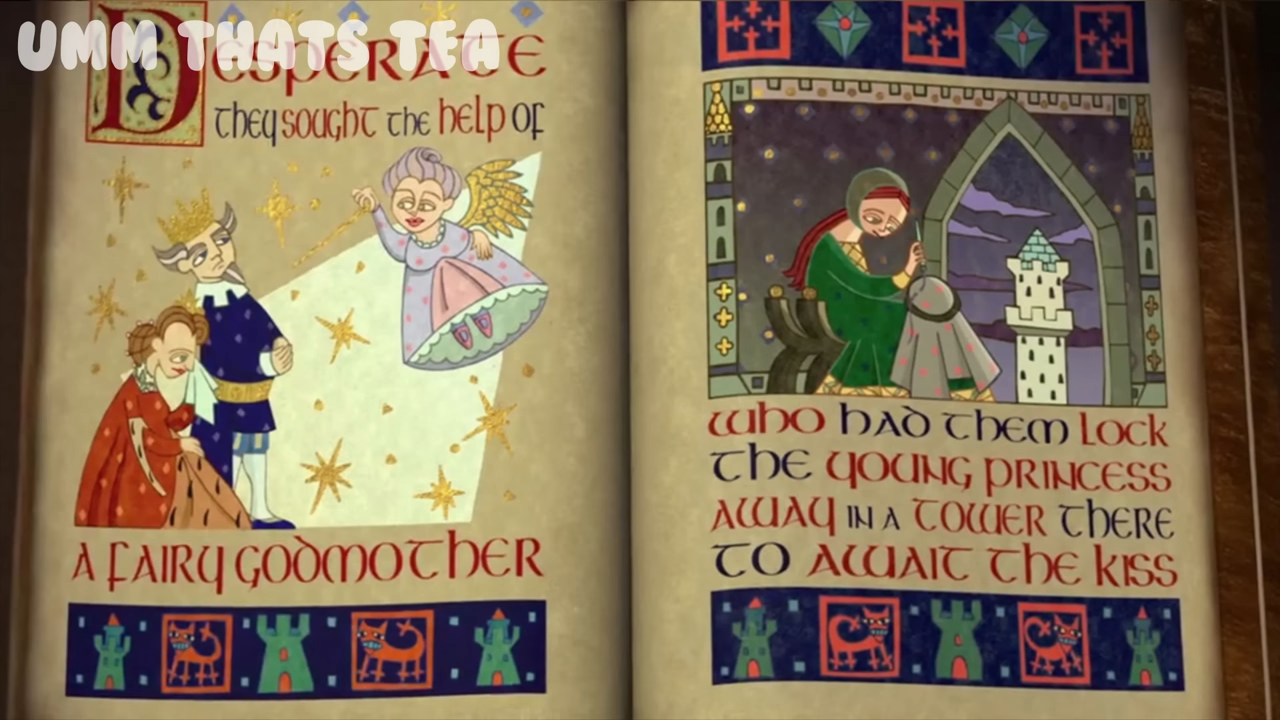 UMM THATS TEA
Desperate
they sought the help of
a fairy godmother
who had them lock
the young princess
away in a tower there
to await the kiss